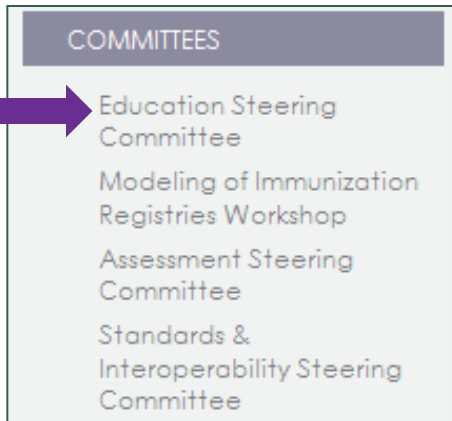 COMMITTEES
Education Steering
Committee
Modeling of Immunization
Registries Workshop
Assessment Steering
Committee
Standards &
Interoperability Steering
Committee